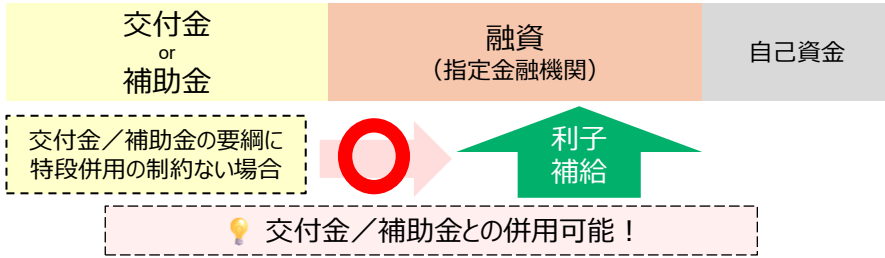 交付金
or
補助金
融資
（指定金融機関）
自己資金
交付金／補助金の要綱に
特段併用の制約ない場合
利子
補給
交付金／補助金との併用可能！